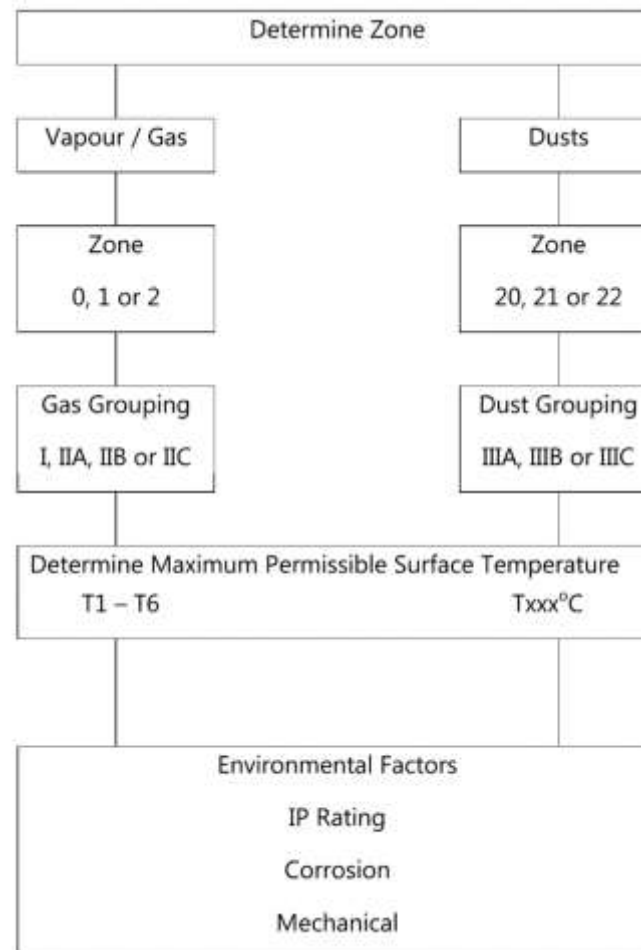 Determine Zone
Vapour / Gas
Dusts
Zone
0, 1 or 2
Zone
20, 21 or 22
Gas Grouping
I, IIA, IIB or IIC
Dust Grouping
IIIA, IIIB or IIIC
Determine Maximum Permissible Surface Temperature
T1 – T6 Txxx°C
Environmental Factors
IP Rating
Corrosion
Mechanical